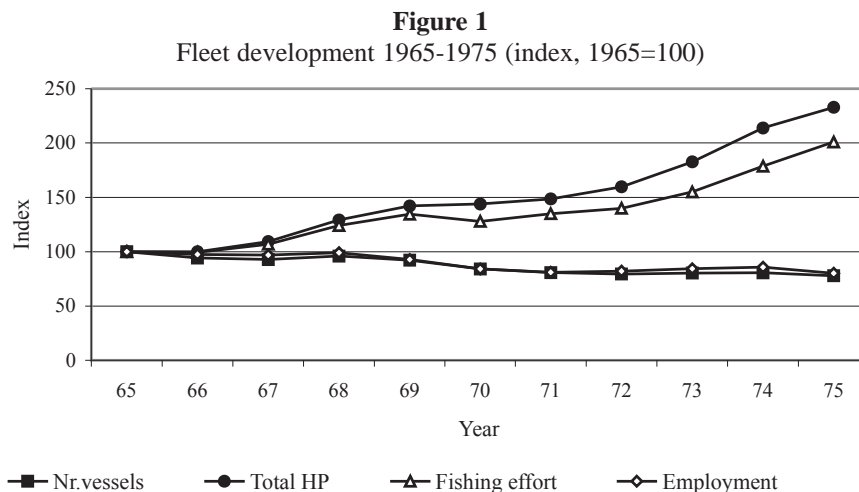 Figure 1
Fleet development 1965-1975 (index, 1965=100)
250
200
150
100
50
0
Index
65 66 67 68 69 70 71 72 73 74 75
Year
Nr.vessels Total HP Fishing effort Employment